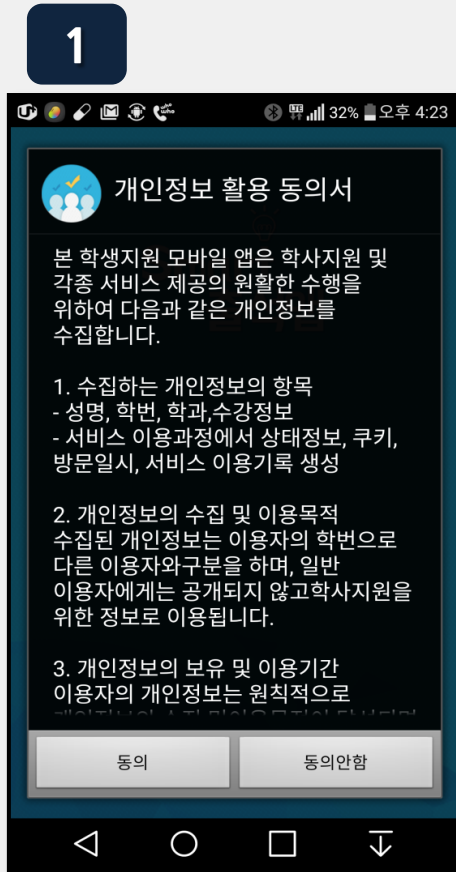 1
LTE 32% 오후 4:23
개인정보 활용 동의서
본 학생지원 모바일 앱은 학사지원 및
각종 서비스 제공의 원활한 수행을
위하여 다음과 같은 개인정보를
수집합니다.
1. 수집하는 개인정보의 항목
- 성명, 학번, 학과,수강정보
- 서비스 이용과정에서 상태정보, 쿠키,
방문일시, 서비스 이용기록 생성
2. 개인정보의 수집 및 이용목적
수집된 개인정보는 이용자의 학번으로
다른 이용자와구분을 하며, 일반
이용자에게는 공개되지 않고학사지원을
위한 정보로 이용됩니다.
3. 개인정보의 보유 및 이용기간
이용자의 개인정보는 원칙적으로
동의 동의안함